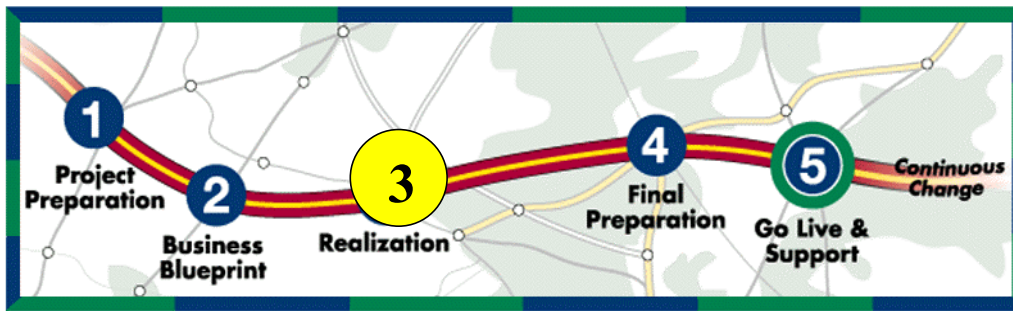 1
Project
Preparation
2
Business
Blueprint
3
Realization
4
Final
Preparation
5
Go Live &
Support
Continuous
Change